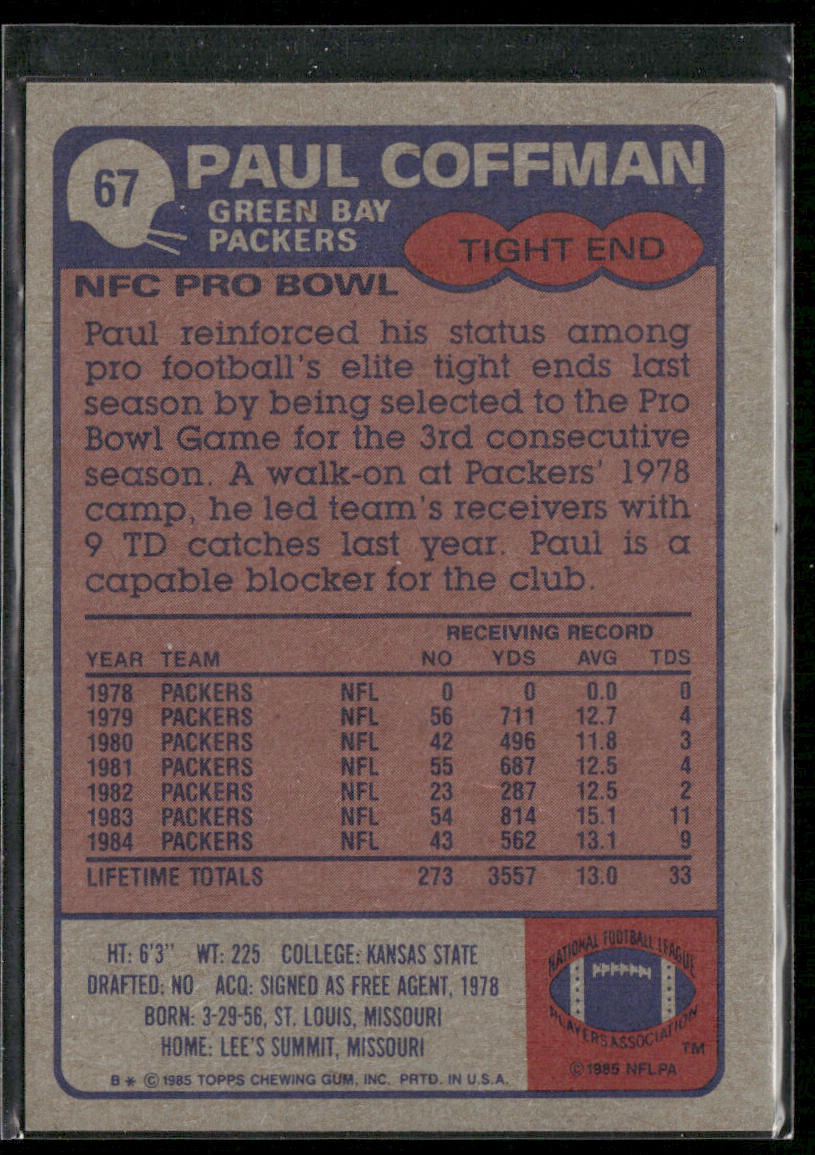 67
PAUL COFFMAN
GREEN BAY
PACKERS
TIGHT END
NFC PRO BOWL
Paul reinforced his status among
pro football's elite tight ends last
season by being selected to the Pro
Bowl Game for the 3rd consecutive
season. A walk-on at Packers' 1978
camp, he led team's receivers with
9 TD catches last year. Paul is a
capable blocker for the club.
RECEIVING RECORD
YEAR TEAM NO YDS AVG TDS
1978 PACKERS NFL 0 0 0.0 0
1979 PACKERS NFL 56 711 12.7 4
1980 PACKERS NFL 42 496 11.8 3
1981 PACKERS NFL 55 687 12.5 4
1982 PACKERS NFL 23 287 12.5 2
1983 PACKERS NFL 54 814 15.1 11
1984 PACKERS NFL 43 562 13.1 9
LIFETIME TOTALS 273 3557 13.0 33
HT: 6'3" WT: 225 COLLEGE: KANSAS STATE
DRAFTED: NO ACQ: SIGNED AS FREE AGENT, 1978
BORN: 3-29-56, ST. LOUIS, MISSOURI
HOME: LEE'S SUMMIT, MISSOURI
B * © 1985 TOPPS CHEWING GUM, INC. PRTD. IN U.S.A.
NATIONAL FOOTBALL LEAGUE
PLAYERS ASSOCIATION
TM
© 1985 NFLPA